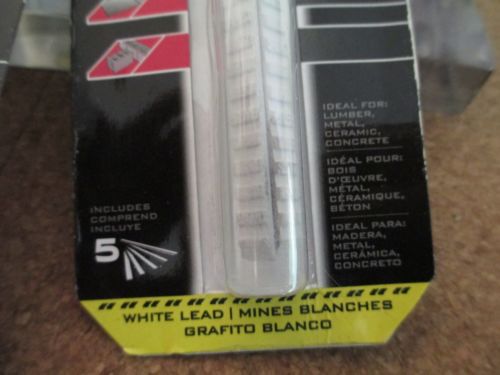 IDEAL FOR:
LUMBER,
METAL,
CERAMIC,
CONCRETE
IDÉAL POUR:
BOIS
D'ŒUVRE,
MÉTAL,
CÉRAMIQUE,
BÉTON
IDEAL PARA:
MADERA,
METAL,
CERÁMICA,
CONCRETO
INCLUDES
COMPREND
INCLUYE
5
WHITE LEAD | MINES BLANCHES
GRAFITO BLANCO